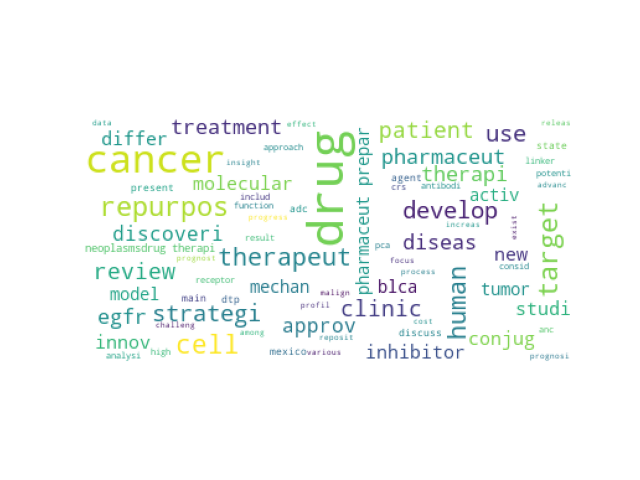 data
effect
releas
differ
treatment
patient
use
state
approach
cancer
drug
pharmaceut prepar
pharmaceut
linker
insight
present
molecular
therapi
potenti
agent
crs
antibodi
activ
advanc
includ
repurpos
function
adc
develop
target
progress
increas
exist
discoveri
result
diseas
new
neoplasmsdrug therapi
therapeut
pca
focus
consid
prognost
review
process
receptor
mechan
blca
human
tumor
model
main
dtp
profil
malign
strategi
clinic
studi
egfr
cost
challeng
among
approv
discuss
anc
innov
cell
reposit
conjug
high
mexico
various
inhibitor
analysi
prognosi